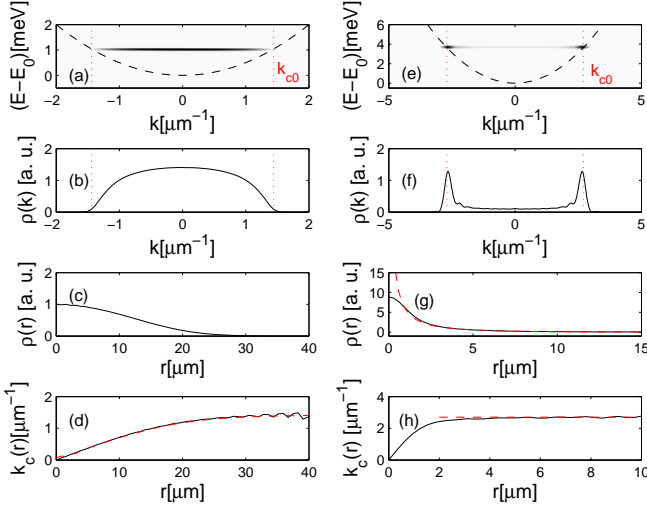 (E−E0)[meV]
2
1
0
(a)
kc0
−2 −1 0 1 2
k[μm−1]
(E−E0)[meV]
6
4
2
0
(e)
kc0
−5 0 5
k[μm−1]
ρ(k) [a. u.]
2
1
0
(b)
−2 −1 0 1 2
k[μm−1]
ρ(k) [a. u.]
2
1
0
(f)
−5 0 5
k[μm−1]
ρ(r) [a. u.]
2
1
0
(c)
0 10 20 30 40
r[μm]
ρ(r) [a. u.]
15
10
5
0
(g)
0 5 10 15
r[μm]
kc(r)[μm−1]
2
1
0
(d)
0 10 20 30 40
r[μm]
kc(r) [μm−1]
4
2
0
(h)
0 2 4 6 8 10
r[μm]